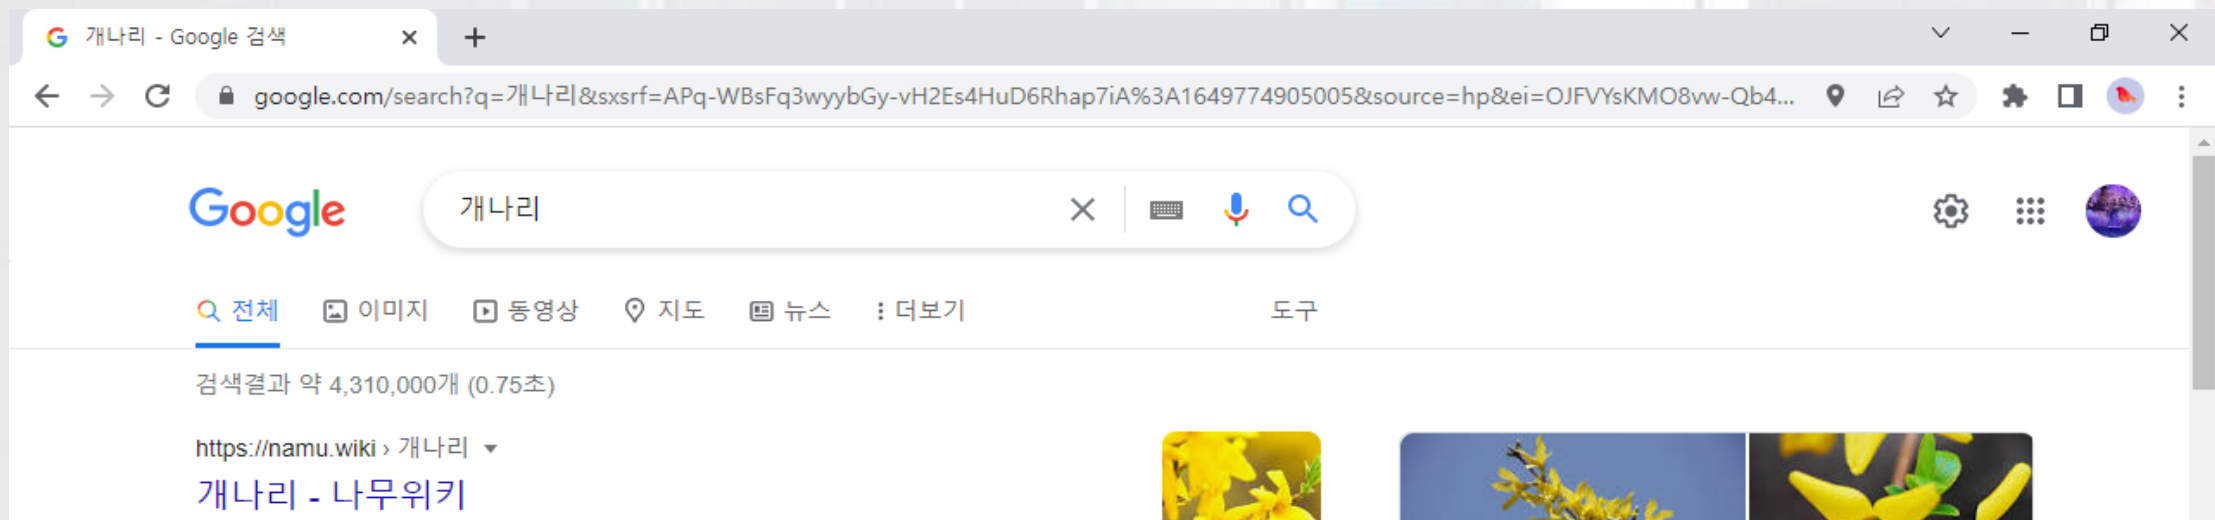 개나리 - Google 검색
google.com/search?q=개나리&sxsrf=APq-WBsFq3wyybGy-vH2Es4HuD6Rhap7iA%3A1649774905005&source=hp&ei=OJFVYsKMO8vw-Qb4...
Google 개나리
전체 이미지 동영상 지도 뉴스 더보기 도구
검색결과 약 4,310,000개 (0.75초)
https://namu.wiki › 개나리
개나리 - 나무위키